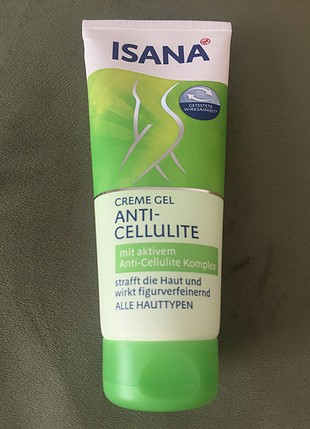 ISANA
GETESTETE
WIRKSAMKEIT
CREME GEL
ANTI-
CELLULITE
mit aktivem
Anti-Cellulite Komplex
strafft die Haut und
wirkt figurverfeinernd
ALLE HAUTTYPEN